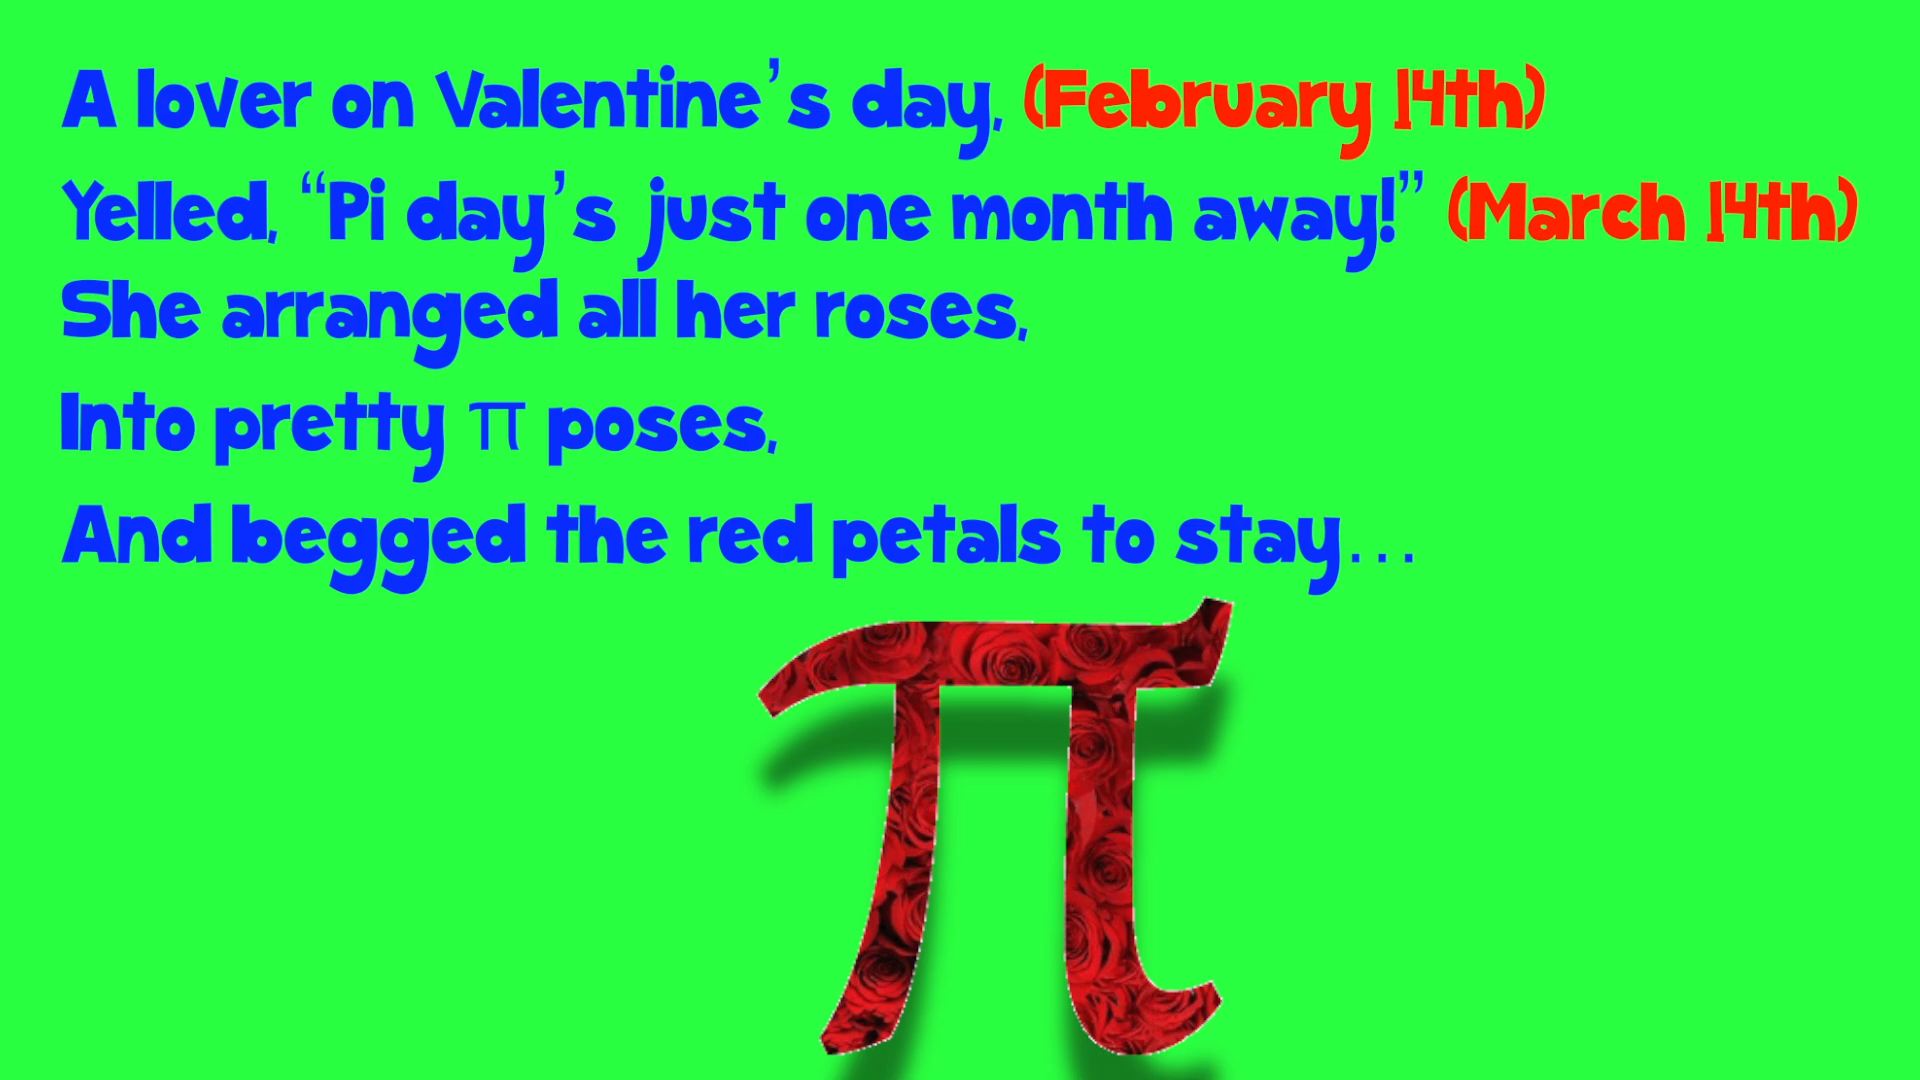 A lover on Valentine’s day, (February 14th)
Yelled, “Pi day’s just one month away!” (March 14th)
She arranged all her roses,
Into pretty π poses,
And begged the red petals to stay...
π